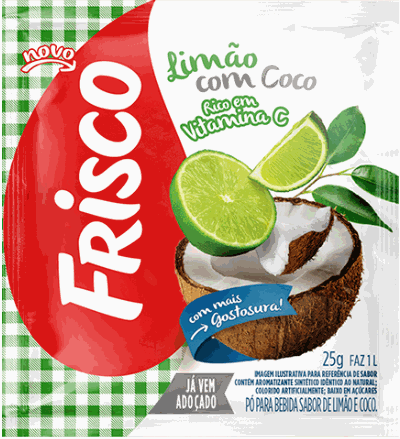 novo
FRISCO
Limão
com Coco
Rico em
Vitamina C
com mais
Gostosura!
25g FAZ 1L
IMAGEM ILUSTRATIVA PARA REFERÊNCIA DE SABOR
CONTÉM AROMATIZANTE SINTÉTICO IDÊNTICO AO NATURAL;
COLORIDO ARTIFICIALMENTE; BAIXO EM AÇÚCARES
PÓ PARA BEBIDA SABOR DE LIMÃO E COCO.
JÁ VEM
ADOÇADO